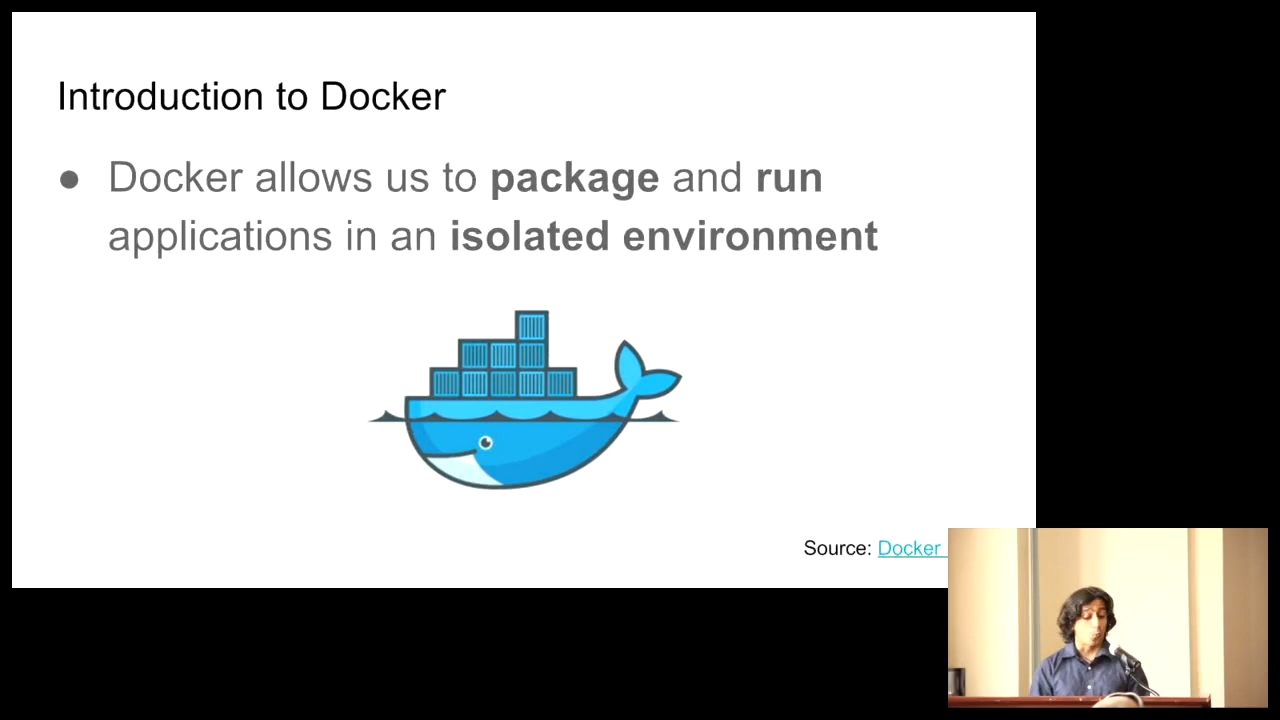 Introduction to Docker
● Docker allows us to package and run
applications in an isolated environment
Source: Docker